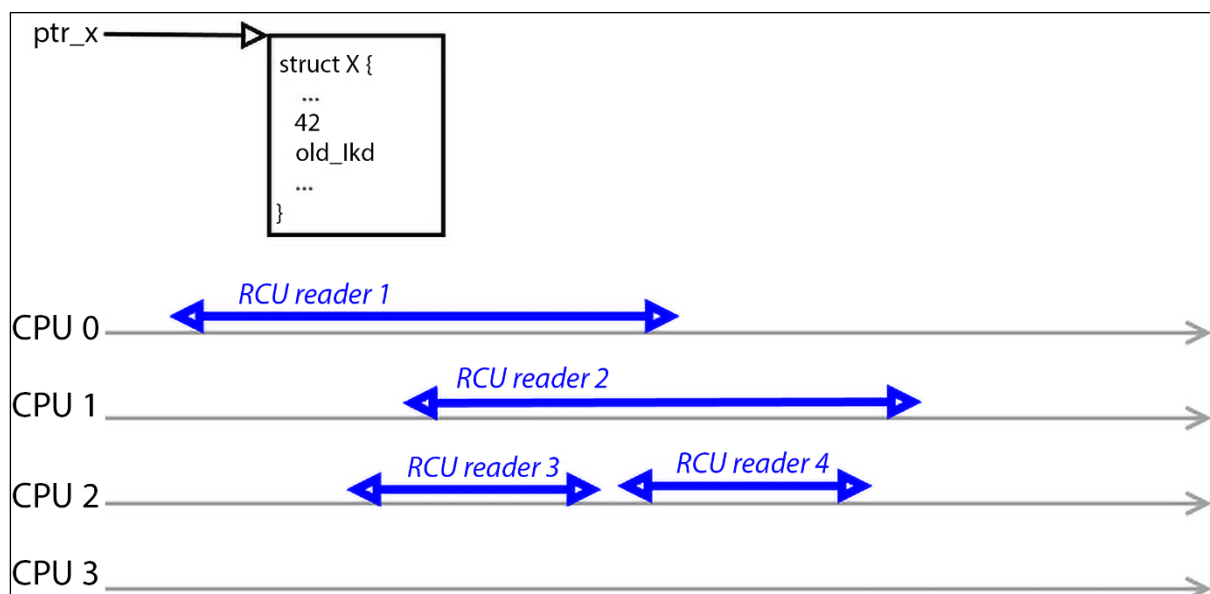 ptr_x
struct X {
...
42
old_lkd
...
}
RCU reader 1
CPU 0
RCU reader 2
CPU 1
RCU reader 3
RCU reader 4
CPU 2
CPU 3